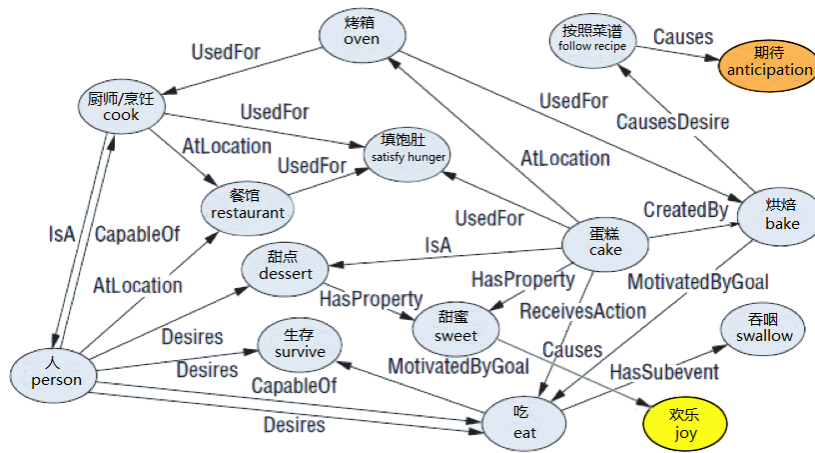 烤箱
oven
按照菜谱
follow recipe
Causes
期待
anticipation
UsedFor
厨师/烹饪
cook
UsedFor
UsedFor
CausesDesire
填饱肚
satisfy hunger
AtLocation
UsedFor
AtLocation
餐馆
restaurant
烘焙
bake
CreatedBy
UsedFor
蛋糕
cake
IsA
CapableOf
IsA
甜点
dessert
HasProperty
MotivatedByGoal
AtLocation
HasProperty
ReceivesAction
甜蜜
sweet
吞咽
swallow
Desires
生存
survive
Causes
人
person
Desires
MotivatedByGoal
HasSubevent
CapableOf
吃
eat
欢乐
joy
Desires